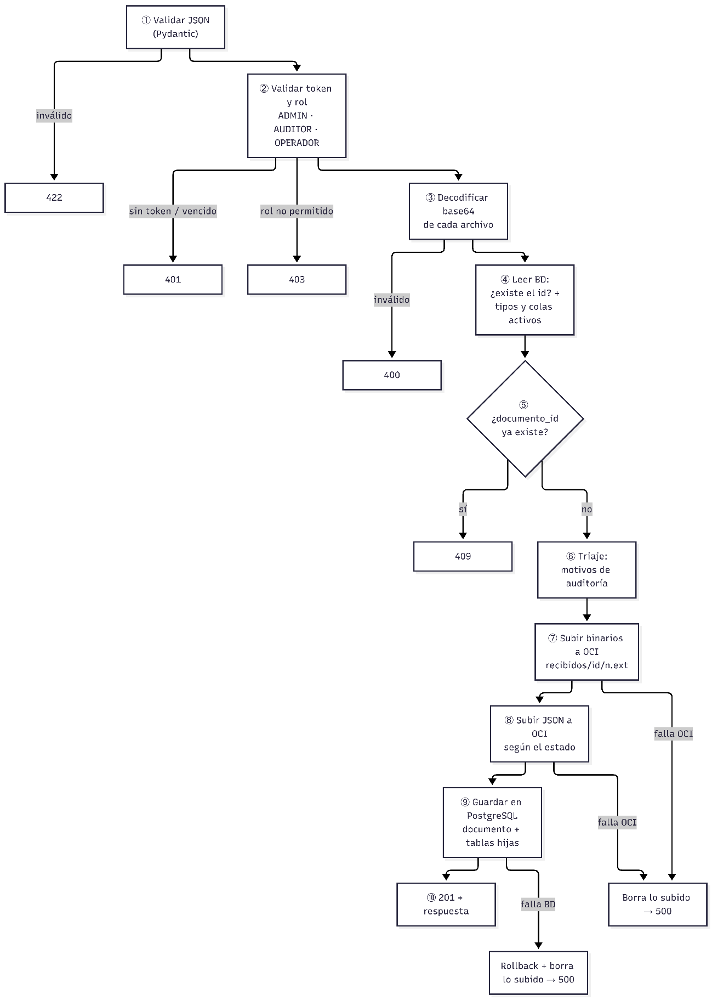 ① Validar JSON
(Pydantic)
② Validar token
y rol
ADMIN ·
AUDITOR ·
OPERADOR
inválido
422
sin token / vencido
rol no permitido
③ Decodificar
base64
de cada archivo
401
403
④ Leer BD:
¿existe el id? +
tipos y colas
activos
inválido
400
⑤
¿documento_id
ya existe?
sí
no
409
⑥ Triaje:
motivos de
auditoría
⑦ Subir binarios
a OCI
recibidos/id/n.ext
⑧ Subir JSON a
OCI
según el estado
falla OCI
⑨ Guardar en
PostgreSQL
documento +
tablas hijas
falla OCI
⑩ 201 +
respuesta
falla BD
Borra lo subido
→ 500
Rollback + borra
lo subido → 500